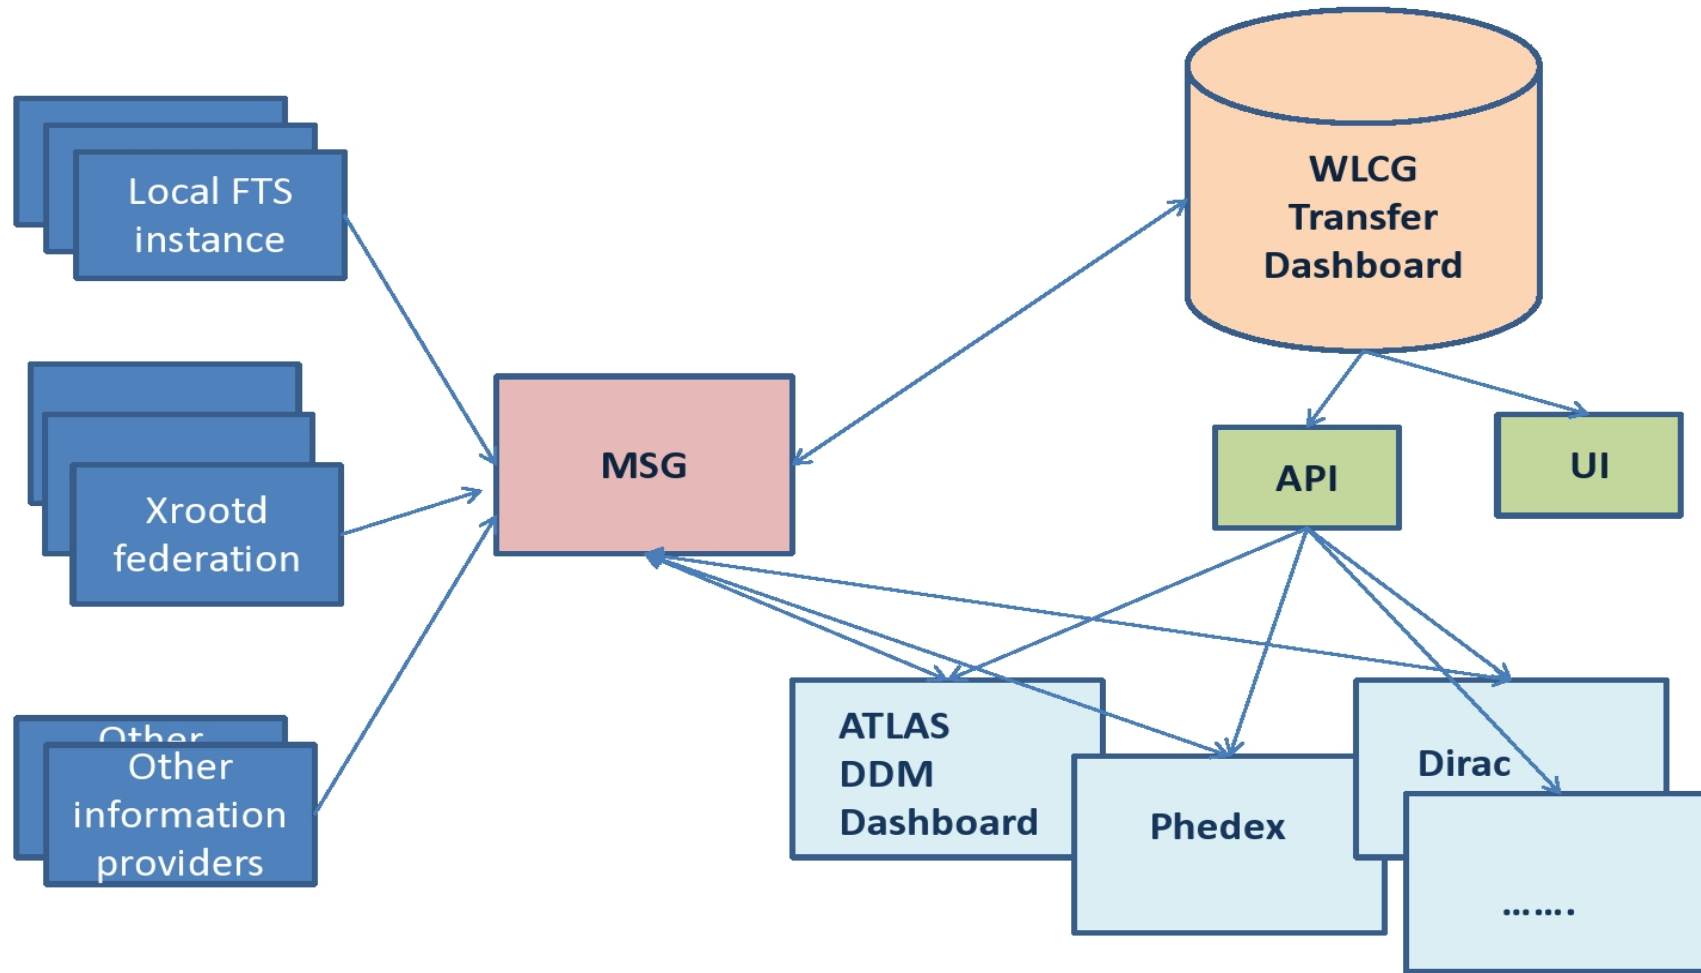 Local FTS
instance
Xrootd
federation
Other
Other
information
providers
MSG
WLCG
Transfer
Dashboard
API
UI
ATLAS
DDM
Dashboard
Phedex
Dirac
.......